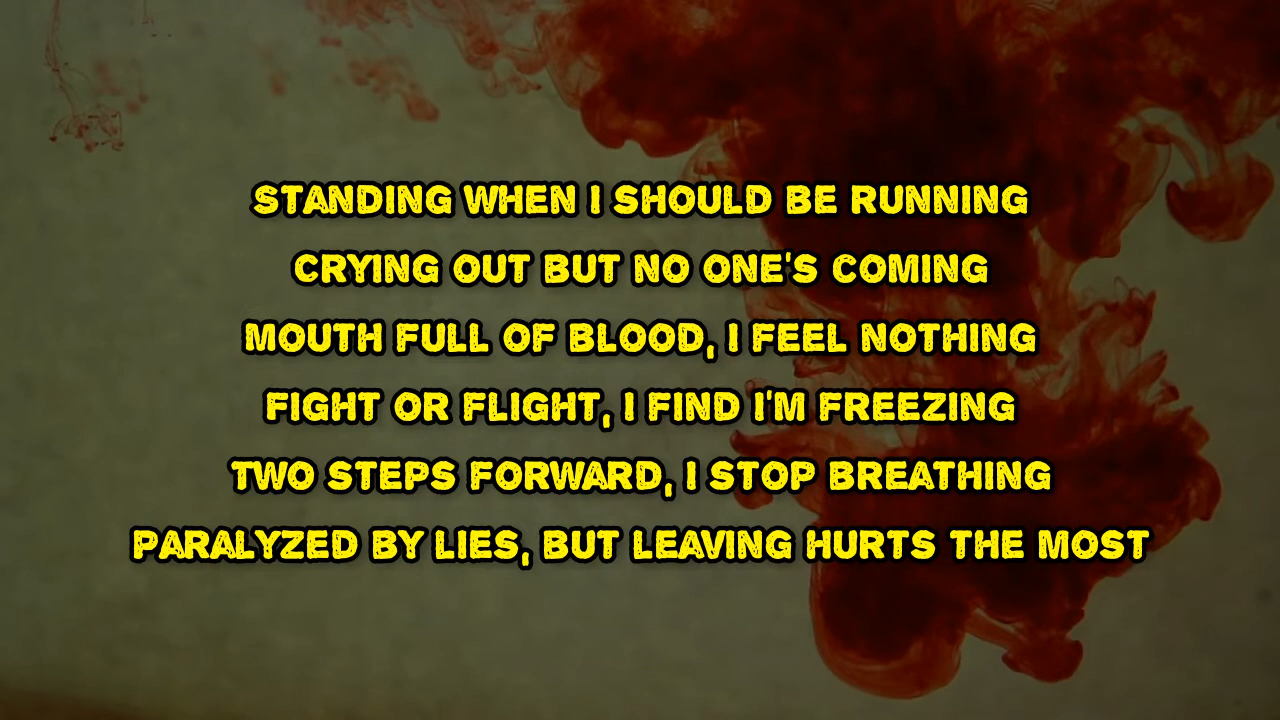 STANDING WHEN I SHOULD BE RUNNING
CRYING OUT BUT NO ONE'S COMING
MOUTH FULL OF BLOOD, I FEEL NOTHING
FIGHT OR FLIGHT, I FIND I'M FREEZING
TWO STEPS FORWARD, I STOP BREATHING
PARALYZED BY LIES, BUT LEAVING HURTS THE MOST